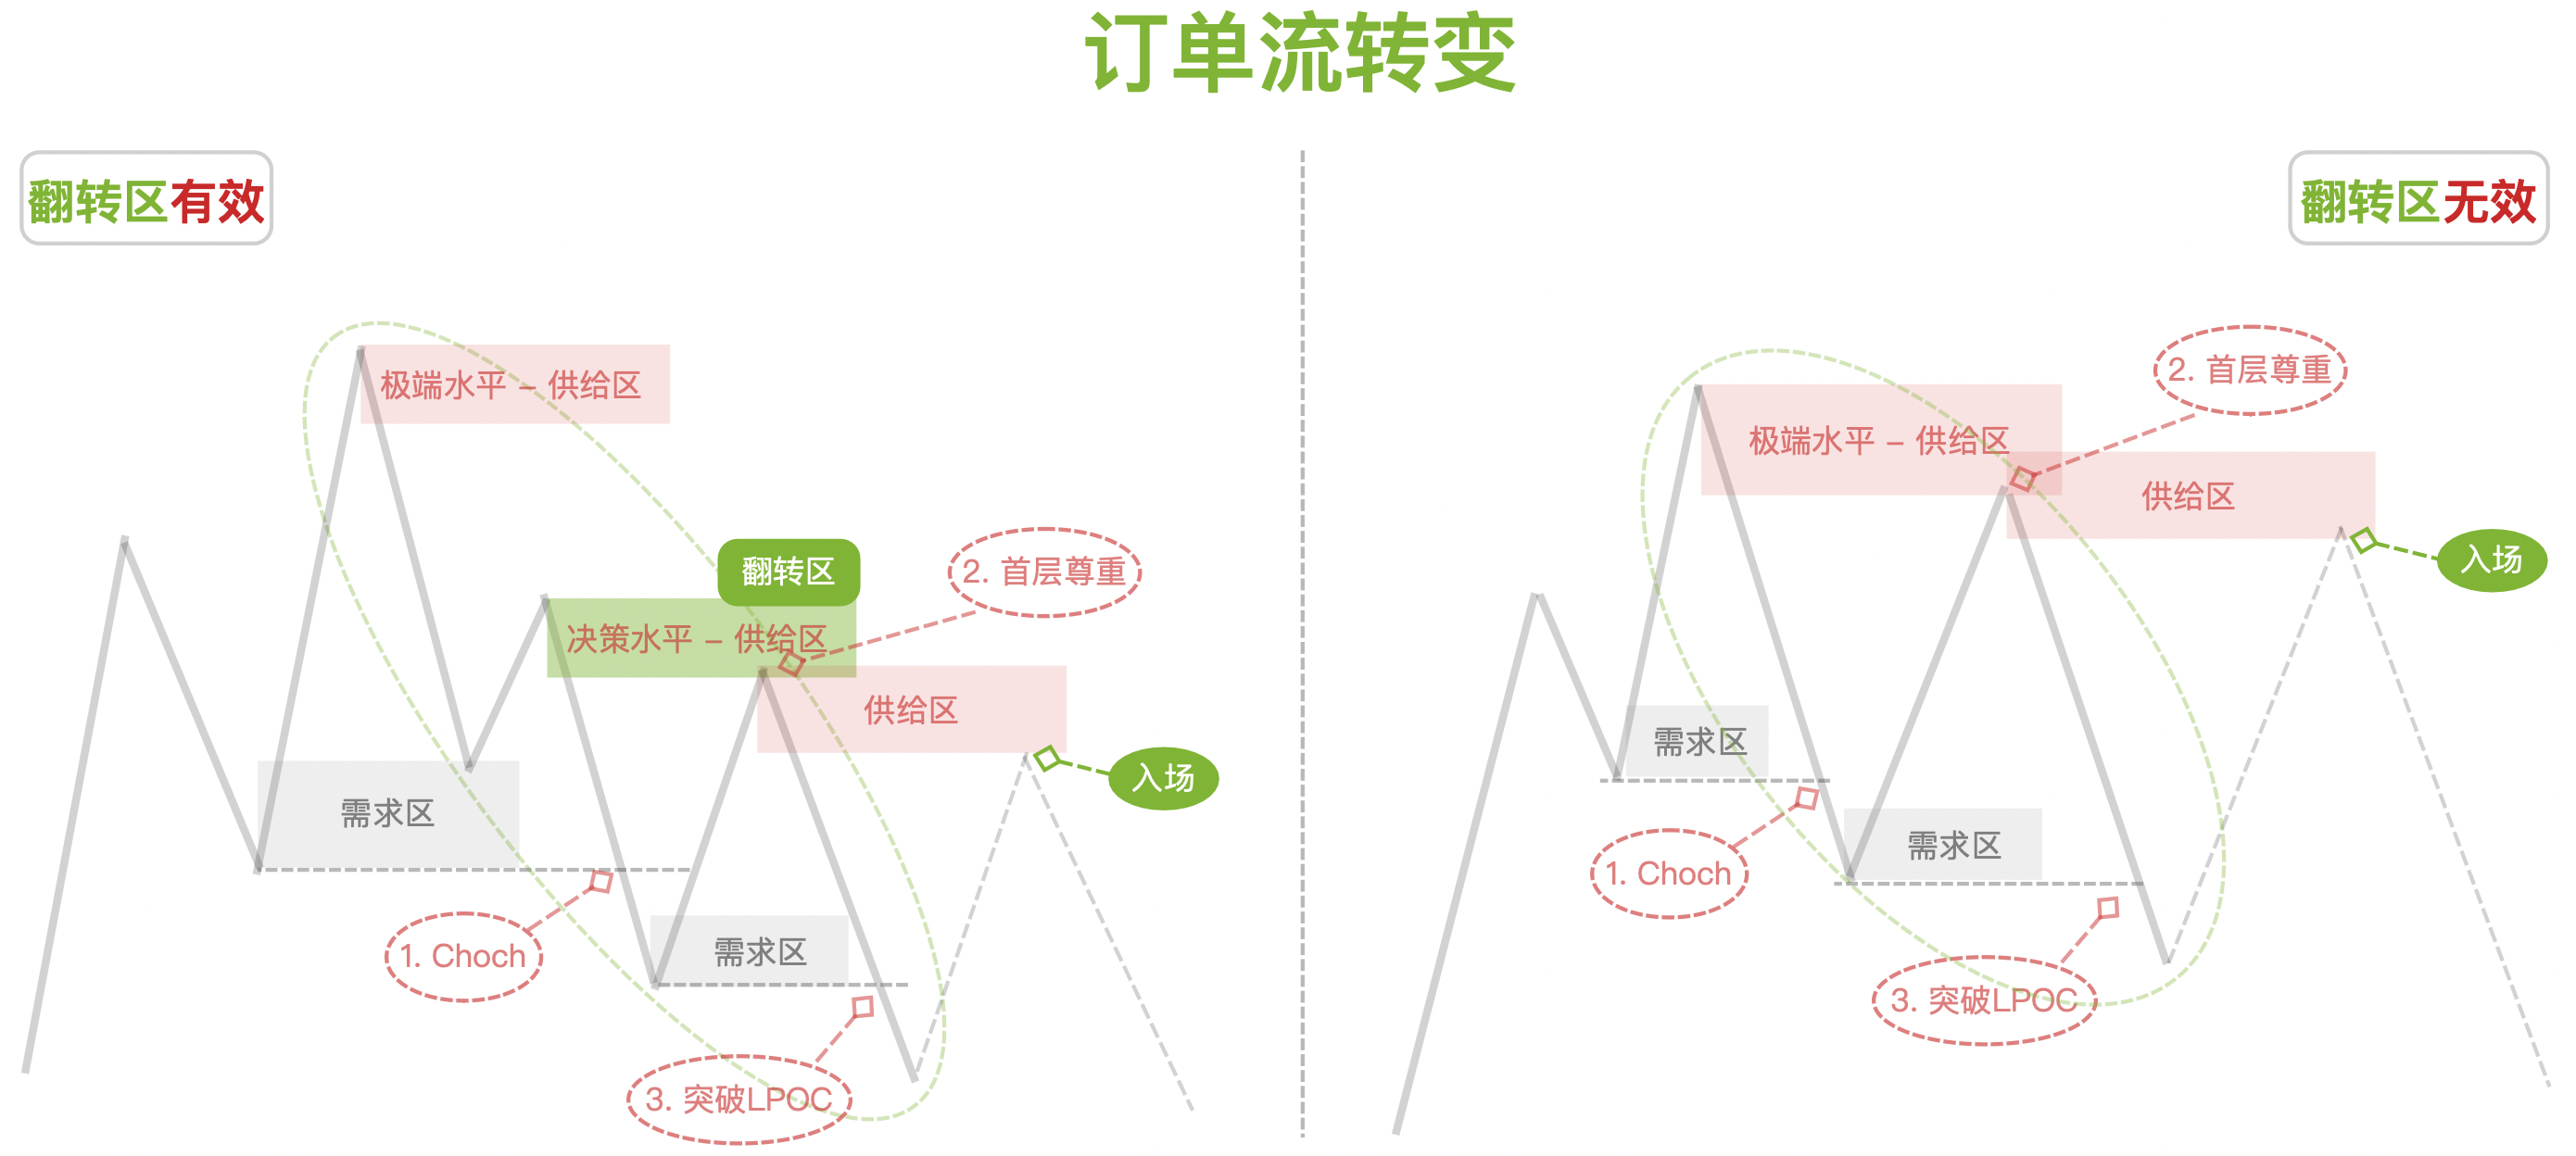 订单流转变
翻转区有效
极端水平 – 供给区
翻转区
决策水平 – 供给区
2. 首层尊重
供给区
入场
需求区
1. Choch
需求区
3. 突破LPOC
翻转区无效
2. 首层尊重
极端水平 – 供给区
供给区
入场
需求区
需求区
1. Choch
3. 突破LPOC